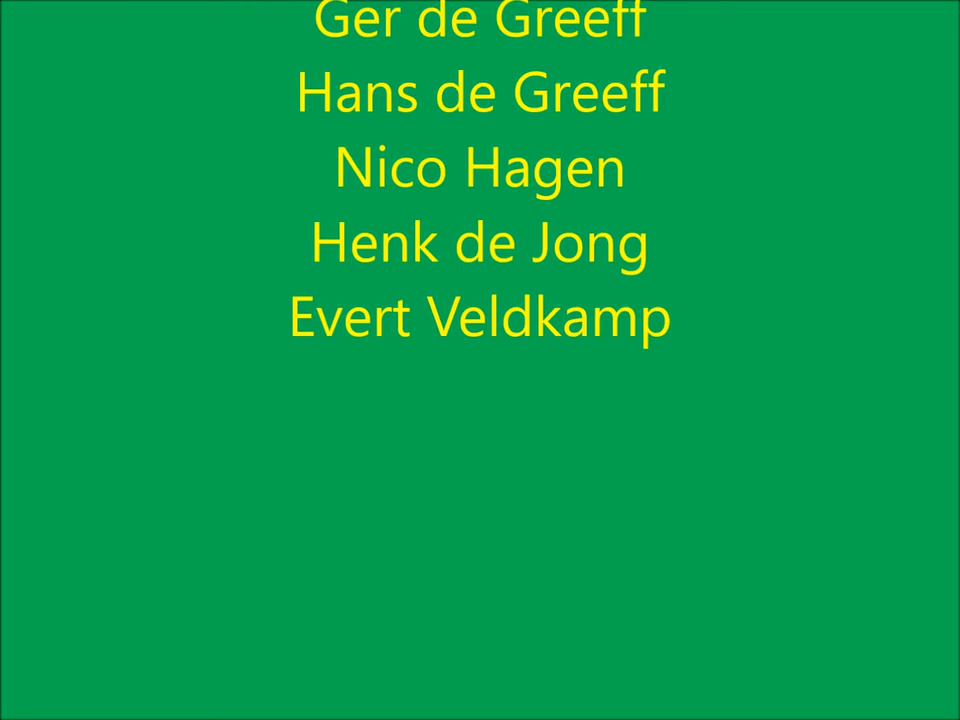 Ger de Greeff
Hans de Greeff
Nico Hagen
Henk de Jong
Evert Veldkamp